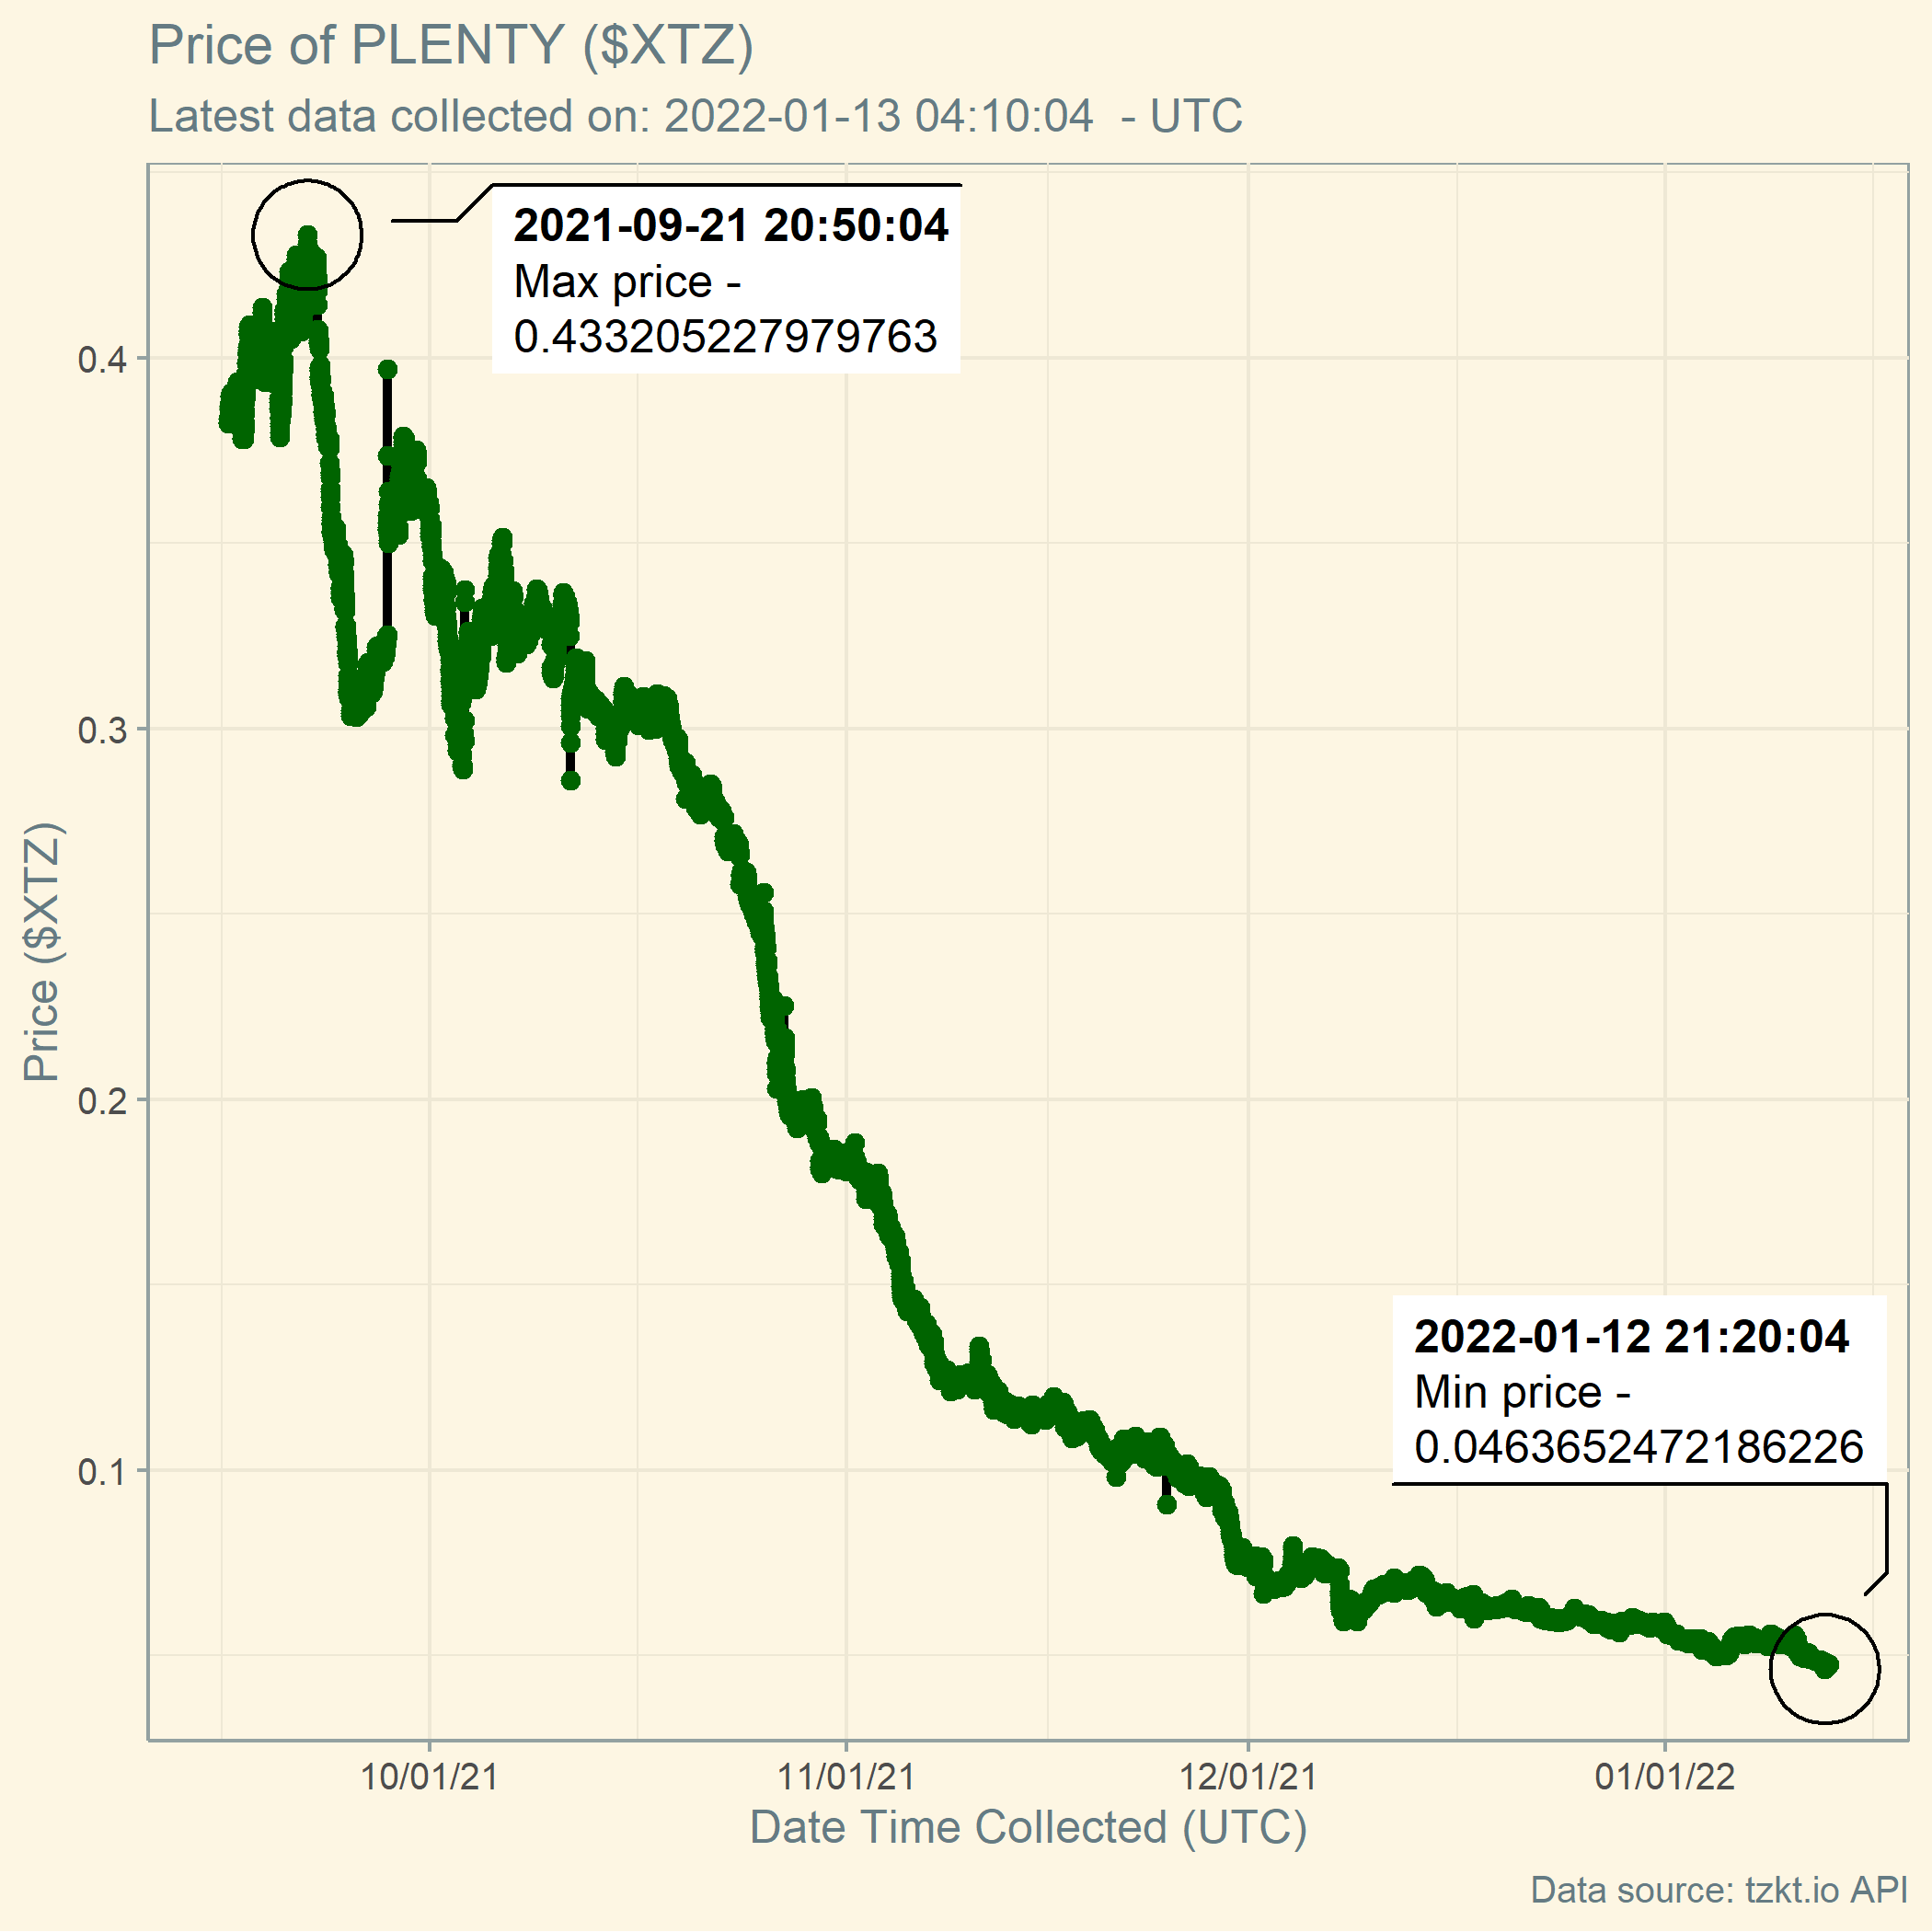 Price of PLENTY ($XTZ)
Latest data collected on: 2022-01-13 04:10:04  - UTC
2021-09-21 20:50:04
Max price -
0.433205227979763
0.4
0.3
0.2
0.1
Price ($XTZ)
2022-01-12 21:20:04
Min price -
0.0463652472186226
10/01/21
11/01/21
12/01/21
01/01/22
Date Time Collected (UTC)
Data source: tzkt.io API